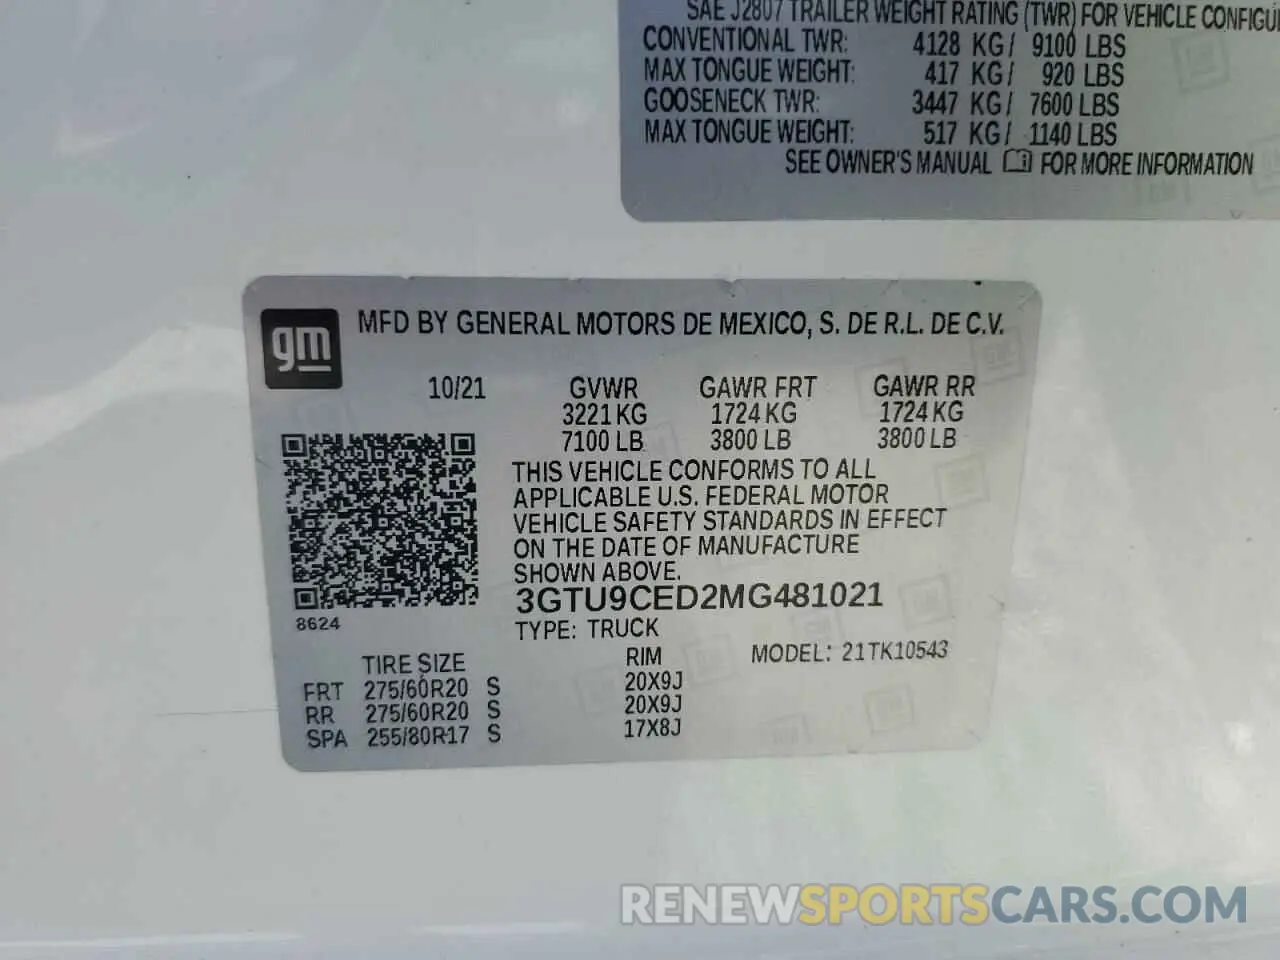 SAE J2807 TRAILER WEIGHT RATING (TWR) FOR VEHICLE
CONVENTIONAL TWR: 4128 KG/ 9100 LBS
MAX TONGUE WEIGHT: 417 KG/ 920 LBS
GOOSENECK TWR: 3447 KG/ 7600 LBS
MAX TONGUE WEIGHT: 517 KG/ 1140 LBS
SEE OWNER'S MANUAL FOR MORE INFORMATION
gm MFD BY GENERAL MOTORS DE MEXICO, S. DE R.L. DE C.V.
10/21 GVWR GAWR FRT GAWR RR
3221 KG 1724 KG 1724 KG
7100 LB 3800 LB 3800 LB
THIS VEHICLE CONFORMS TO ALL
APPLICABLE U.S. FEDERAL MOTOR
VEHICLE SAFETY STANDARDS IN EFFECT
ON THE DATE OF MANUFACTURE
SHOWN ABOVE.
3GTU9CED2MG481021
8624
TYPE: TRUCK
TIRE SIZE RIM MODEL: 21TK10543
FRT 275/60R20 S 20X9J
RR 275/60R20 S 20X9J
SPA 255/80R17 S 17X8J
RENEWSPORTSCARS.COM